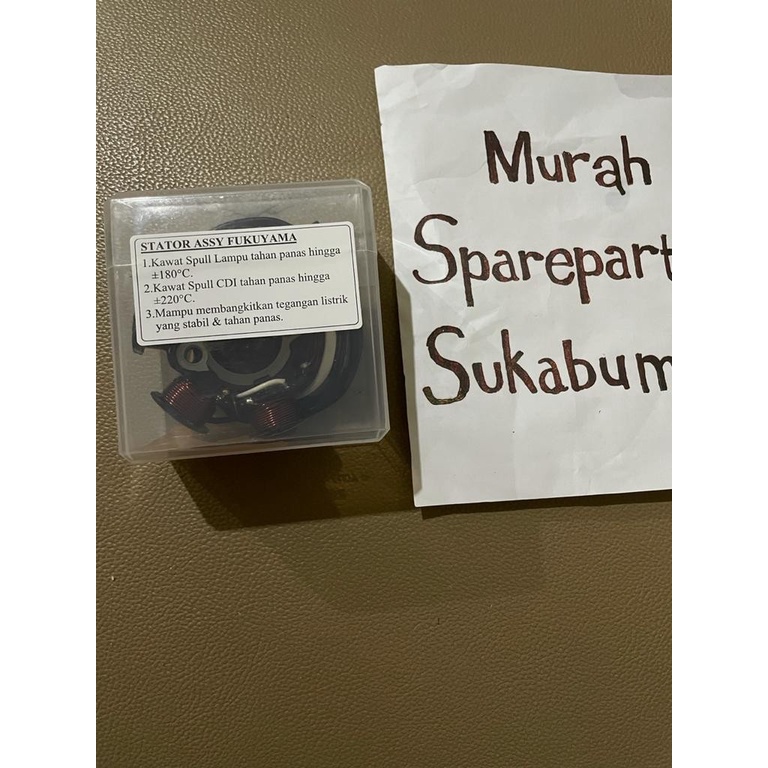 STATOR ASSY FUKUYAMA
1.Kawat Spull Lampu tahan panas hingga
±180°C.
2.Kawat Spull CDI tahan panas hingga
±220°C.
3.Mampu membangkitkan tegangan listrik
yang stabil & tahan panas.
Murah
Sparepart
Sukabum